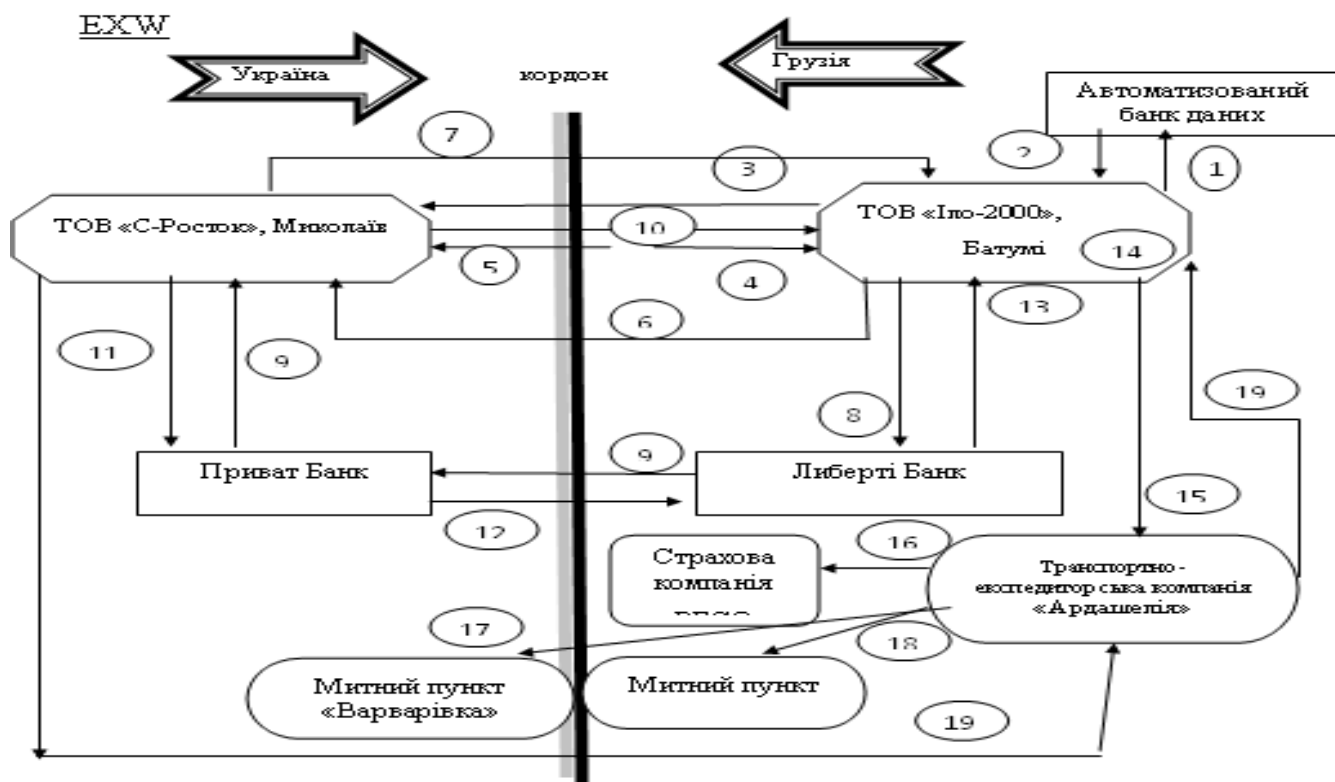 EXW
Україна
кордон
Грузія
Автоматизований
банк даних
7
3
2
1
ТОВ «С-Росток», Миколаїв
ТОВ «Іло-2000»,
Батумі
10
14
5
4
13
6
11
9
8
19
Приват Банк
9
Либерті Банк
12
15
16
Страхова
компанія
Транспортно-
експедиторська компанія
«Ардашелія»
17
18
Митний пункт
«Варварівка»
Митний пункт
19